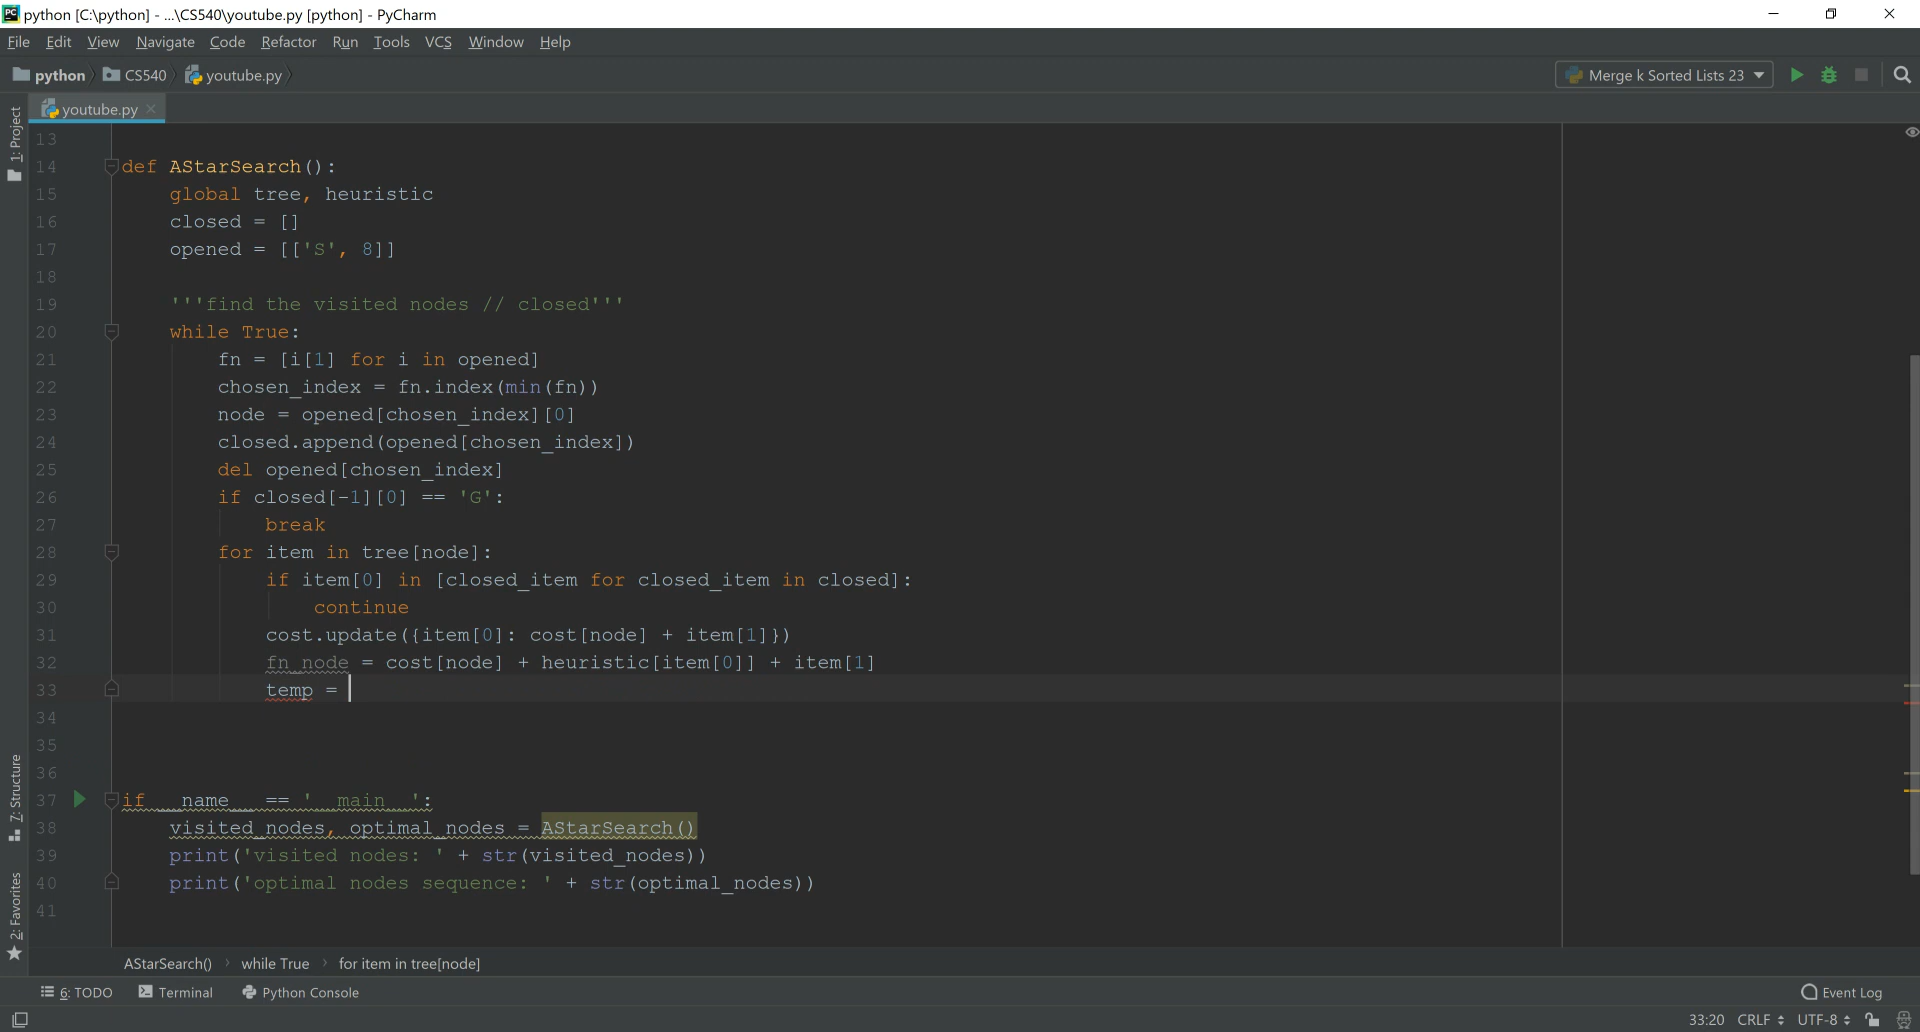 PC python [C:\python] - ...\CS540\youtube.py [python] - PyCharm
File Edit View Navigate Code Refactor Run Tools VCS Window Help
python CS540 youtube.py Merge k Sorted Lists 23
youtube.py
1: Project
7: Structure
2: Favorites
13
14 def AStarSearch():
15 global tree, heuristic
16 closed = []
17 opened = [['S', 8]]
18
19 '''find the visited nodes // closed'''
20 while True:
21 fn = [i[1] for i in opened]
22 chosen_index = fn.index(min(fn))
23 node = opened[chosen_index][0]
24 closed.append(opened[chosen_index])
25 del opened[chosen_index]
26 if closed[-1][0] == 'G':
27 break
28 for item in tree[node]:
29 if item[0] in [closed_item for closed_item in closed]:
30 continue
31 cost.update({item[0]: cost[node] + item[1]})
32 fn_node = cost[node] + heuristic[item[0]] + item[1]
33 temp =
34
35
36
37 if __name__ == '__main__':
38 visited_nodes, optimal_nodes = AStarSearch()
39 print('visited nodes: ' + str(visited_nodes))
40 print('optimal nodes sequence: ' + str(optimal_nodes))
41
AStarSearch() › while True › for item in tree[node]
6: TODO Terminal Python Console Event Log
33:20 CRLF UTF-8